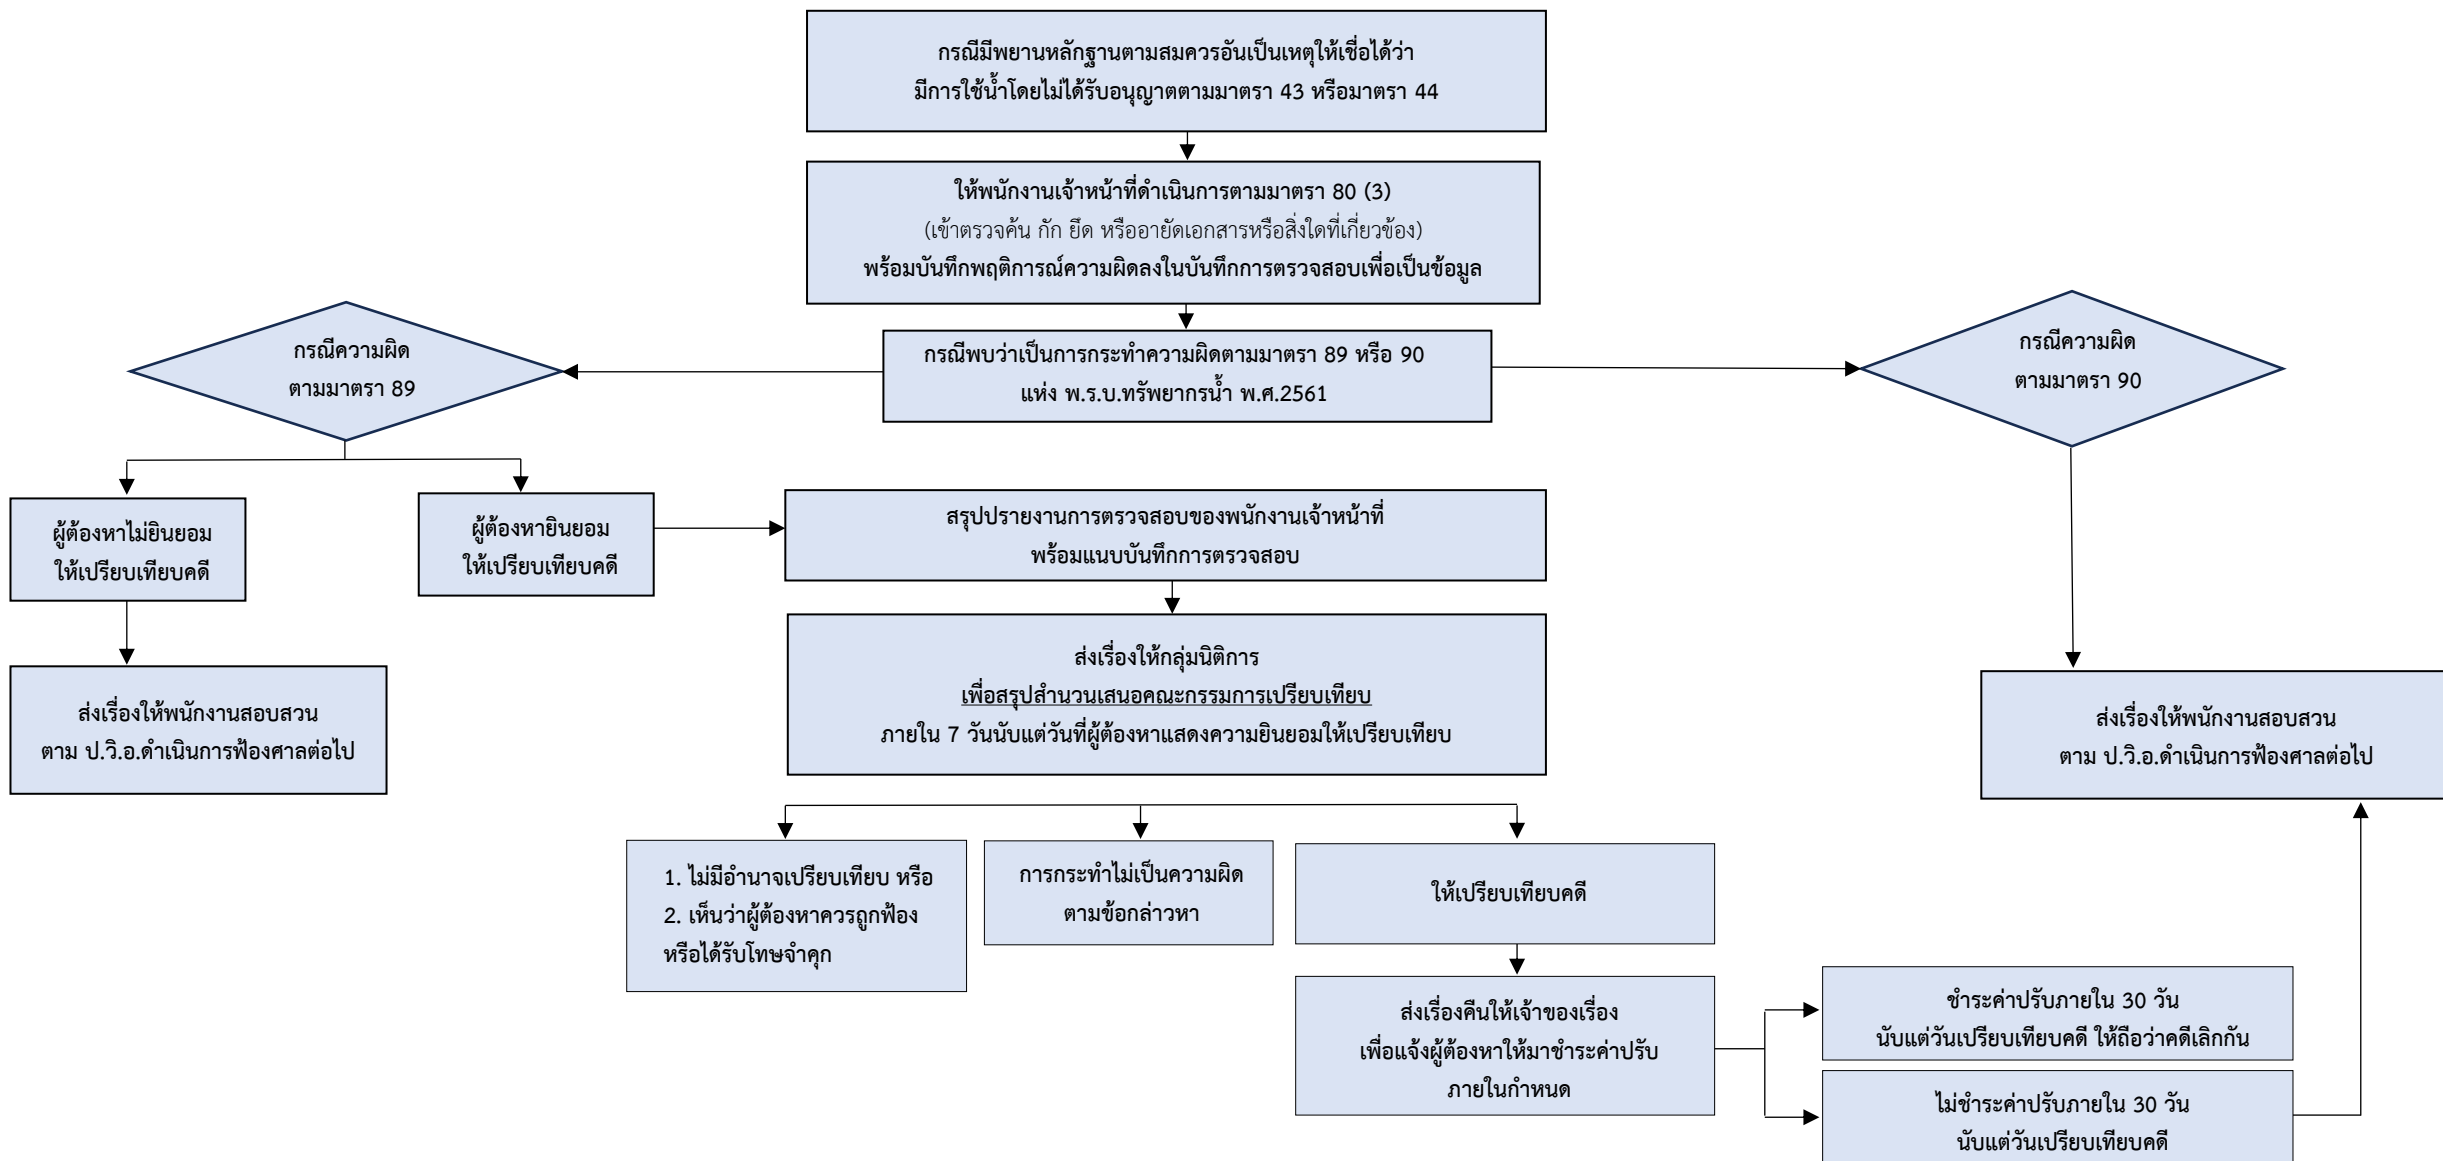 กรณีมีพยานหลักฐานตามสมควรอันเป็นเหตุให้เชื่อได้ว่า
มีการใช้น้ำโดยไม่ได้รับอนุญาตตามมาตรา 43 หรือมาตรา 44
ให้พนักงานเจ้าหน้าที่ดำเนินการตามมาตรา 80 (3)
(เข้าตรวจค้น กัก ยึด หรืออายัดเอกสารหรือสิ่งใดที่เกี่ยวข้อง)
พร้อมบันทึกพฤติการณ์ความผิดลงในบันทึกการตรวจสอบเพื่อเป็นข้อมูล
กรณีพบว่าเป็นการกระทำความผิดตามมาตรา 89 หรือ 90
แห่ง พ.ร.บ.ทรัพยากรน้ำ พ.ศ.2561
กรณีความผิด
ตามมาตรา 89
กรณีความผิด
ตามมาตรา 90
ผู้ต้องหาไม่ยินยอม
ให้เปรียบเทียบคดี
ผู้ต้องหายินยอม
ให้เปรียบเทียบคดี
สรุปปรายงานการตรวจสอบของพนักงานเจ้าหน้าที่
พร้อมแนบบันทึกการตรวจสอบ
ส่งเรื่องให้กลุ่มนิติการ
เพื่อสรุปสำนวนเสนอคณะกรรมการเปรียบเทียบ
ภายใน 7 วันนับแต่วันที่ผู้ต้องหาแสดงความยินยอมให้เปรียบเทียบ
ส่งเรื่องให้พนักงานสอบสวน
ตาม ป.วิ.อ.ดำเนินการฟ้องศาลต่อไป
ส่งเรื่องให้พนักงานสอบสวน
ตาม ป.วิ.อ.ดำเนินการฟ้องศาลต่อไป
1. ไม่มีอำนาจเปรียบเทียบ หรือ
2. เห็นว่าผู้ต้องหาควรถูกฟ้อง
หรือได้รับโทษจำคุก
การกระทำไม่เป็นความผิด
ตามข้อกล่าวหา
ให้เปรียบเทียบคดี
ส่งเรื่องคืนให้เจ้าของเรื่อง
เพื่อแจ้งผู้ต้องหาให้มาชำระค่าปรับ
ภายในกำหนด
ชำระค่าปรับภายใน 30 วัน
นับแต่วันเปรียบเทียบคดี ให้ถือว่าคดีเลิกกัน
ไม่ชำระค่าปรับภายใน 30 วัน
นับแต่วันเปรียบเทียบคดี